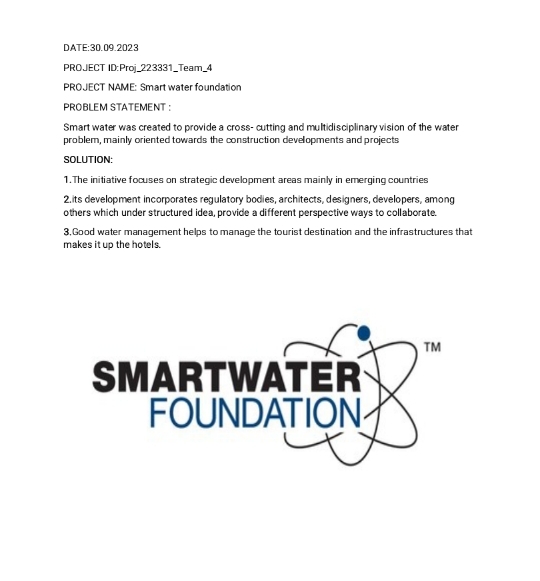 DATE:30.09.2023
PROJECT ID:Proj_223331_Team_4
PROJECT NAME: Smart water foundation
PROBLEM STATEMENT :
Smart water was created to provide a cross- cutting and multidisciplinary vision of the water
problem, mainly oriented towards the construction developments and projects
SOLUTION:
1.The initiative focuses on strategic development areas mainly in emerging countries
2.its development incorporates regulatory bodies, architects, designers, developers, among
others which under structured idea, provide a different perspective ways to collaborate.
3.Good water management helps to manage the tourist destination and the infrastructures that
makes it up the hotels.
SMARTWATER
FOUNDATION
TM